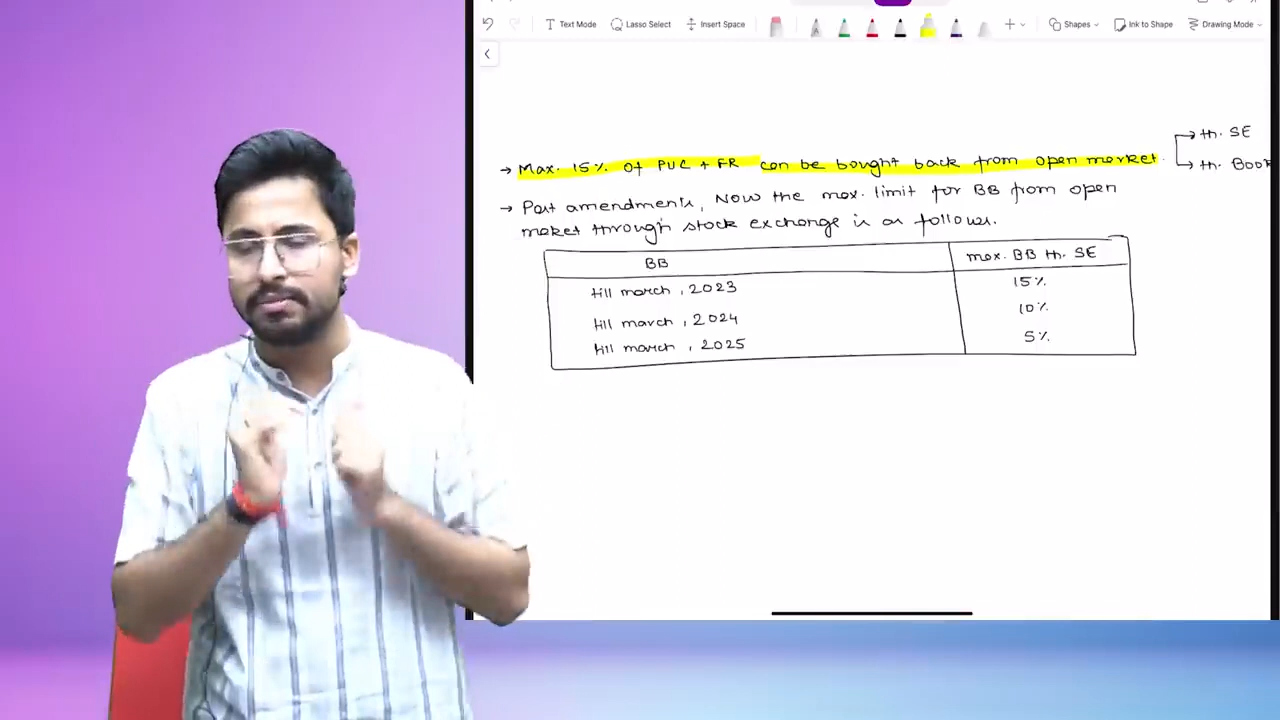 Text Mode Lasso Select Insert Space Shapes Ink to Shape Drawing Mode
→ th. SE
→ Max. 15% of PUC + FR can be bought back from open market.
→ th. Book
→ Post amendments, Now the max. limit for BB from open
market through stock exchange is as follows.
BB max. BB th. SE
till march, 2023 15%
till march, 2024 10%
till march, 2025 5%